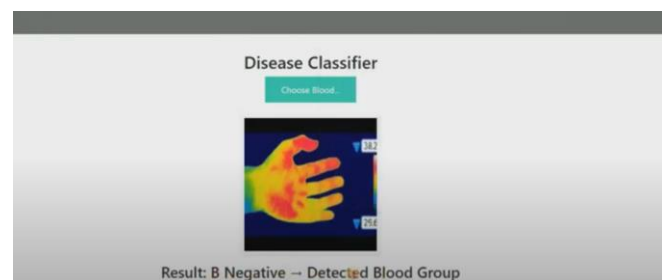 Disease Classifier
Choose Blood...
38.2
29.6
Result: B Negative → Detected Blood Group